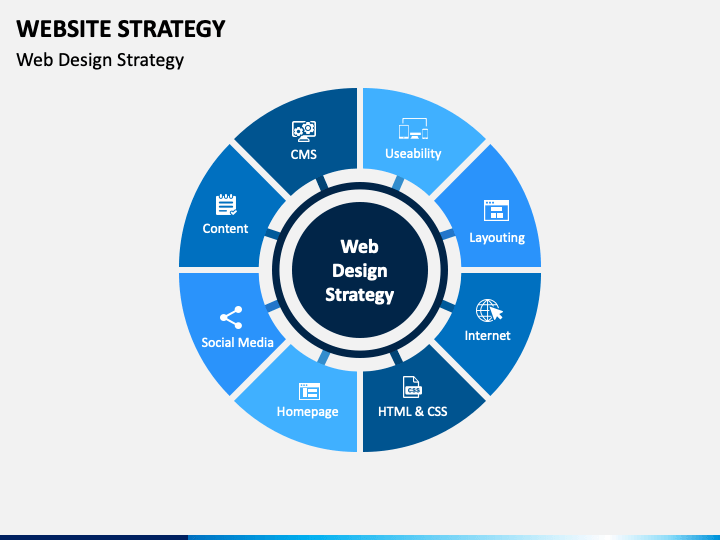 WEBSITE STRATEGY
Web Design Strategy
CMS
Useability
Content
Layouting
Web
Design
Strategy
Social Media
Internet
Homepage
HTML & CSS
CSS